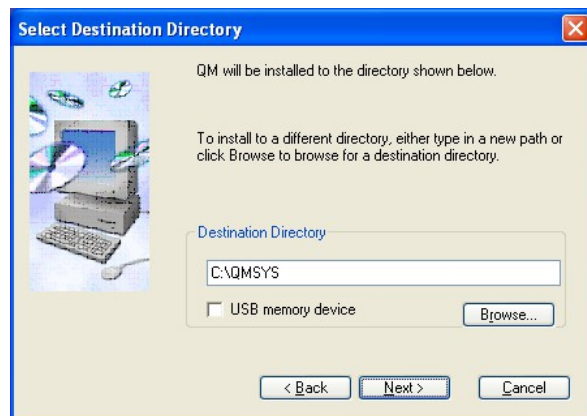 Select Destination Directory
QM will be installed to the directory shown below.
To install to a different directory, either type in a new path or
click Browse to browse for a destination directory.
Destination Directory
C:\QMSYS
USB memory device
Browse...
< Back
Next >
Cancel